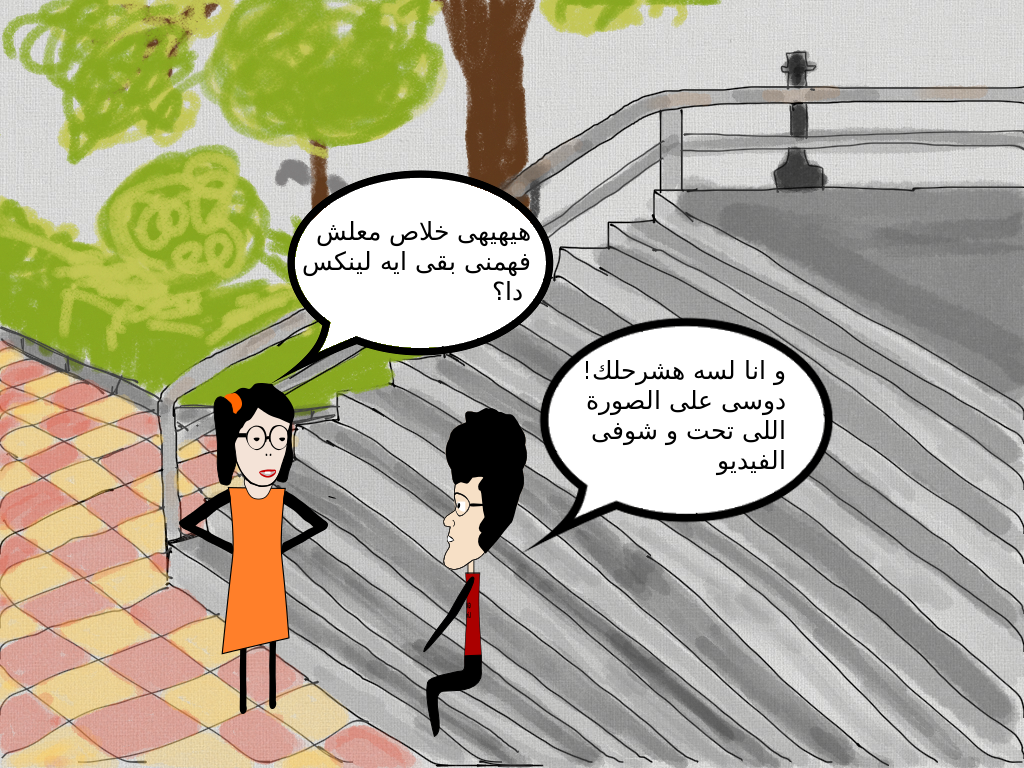 هيهيهى خلاص معلش
فهمنى بقى ايه لينكس
دا؟
و انا لسه هشرحلك!
دوسى على الصورة
اللى تحت و شوفى
الفيديو